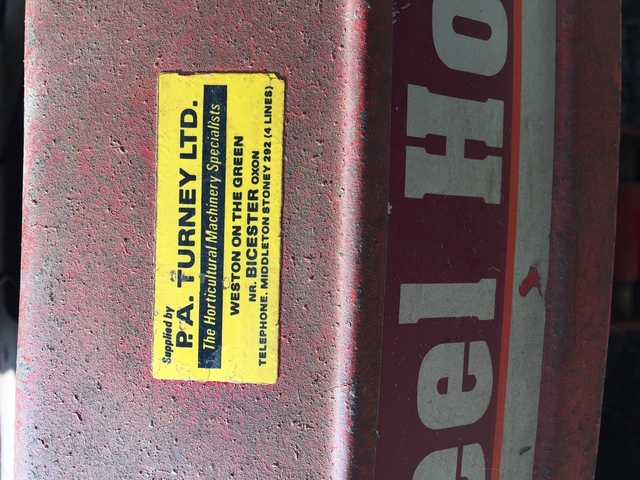 Supplied by
P.A. TURNEY LTD.
The Horticultural Machinery Specialists
WESTON ON THE GREEN
NR. BICESTER OXON
TELEPHONE. MIDDLETON STONEY 292 (4 LINES)
eel Ho